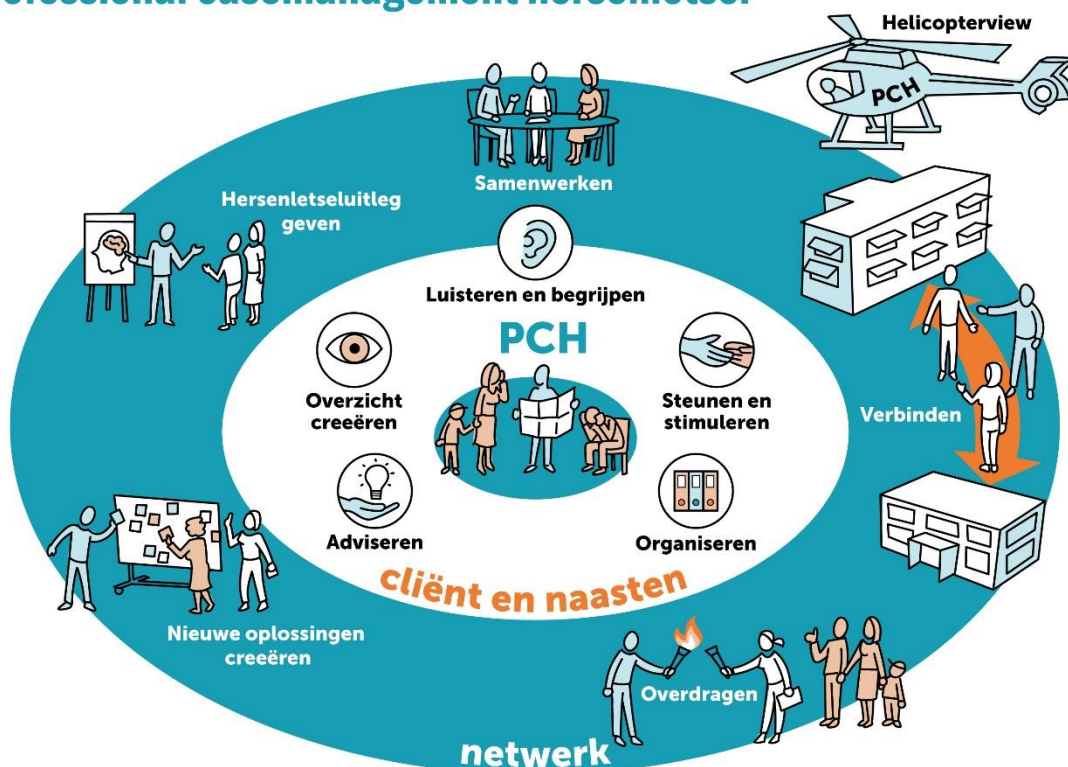 Helicopterview
PCH
Samenwerken
Hersenletseluitleg
geven
Luisteren en begrijpen
PCH
Overzicht
creeëren
Steunen en
stimuleren
Verbinden
Adviseren
Organiseren
cliënt en naasten
Nieuwe oplossingen
creeëren
Overdragen
netwerk